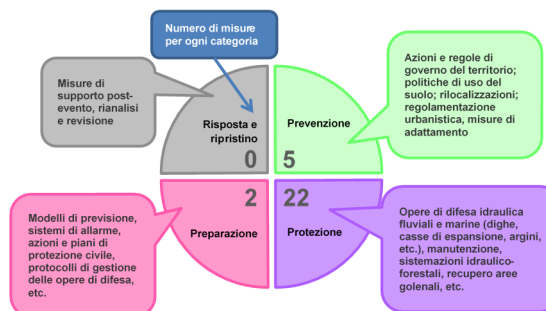 Numero di misure
per ogni categoria
Misure di
supporto post-
evento, rianalisi
e revisione
Azioni e regole di
governo del territorio;
politiche di uso del
suolo; rilocalizzazioni;
regolamentazione
urbanistica, misure di
adattamento
Risposta e
ripristino
0
Prevenzione
5
2
Preparazione
22
Protezione
Modelli di previsione,
sistemi di allarme,
azioni e piani di
protezione civile,
protocolli di gestione
delle opere di difesa,
etc.
Opere di difesa idraulica
fluviali e marine (dighe,
casse di espansione, argini,
etc.), manutenzione,
sistemazioni idraulico-
forestali, recupero aree
golenali, etc.